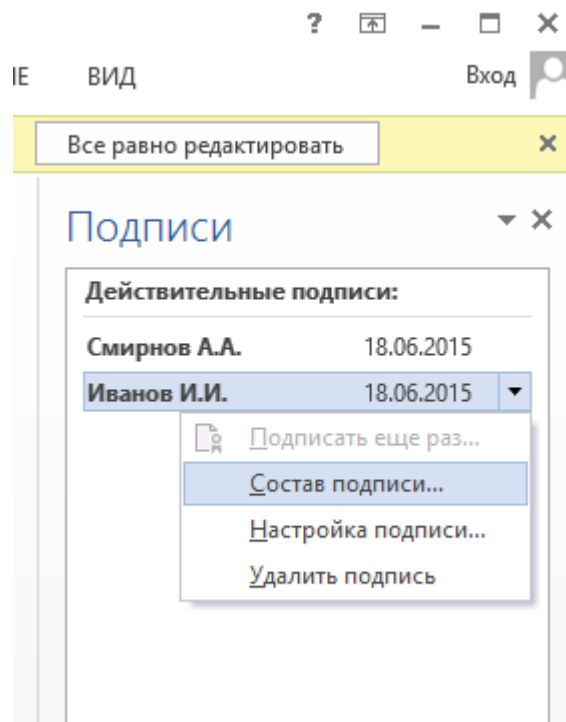 ?
НЕ ВИД Вход
Все равно редактировать
Подписи
Действительные подписи:
Смирнов А.А. 18.06.2015
Иванов И.И. 18.06.2015
Подписать еще раз...
Состав подписи...
Настройка подписи...
Удалить подпись